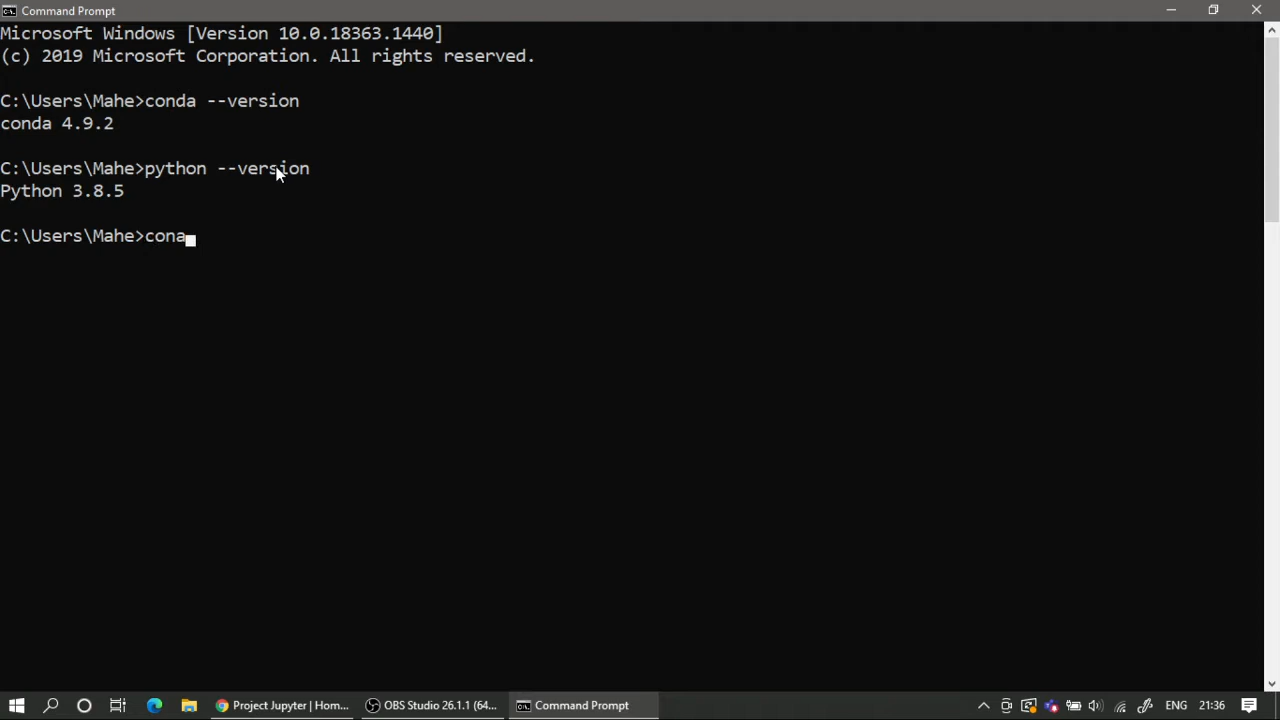 Command Prompt
Microsoft Windows [Version 10.0.18363.1440]
(c) 2019 Microsoft Corporation. All rights reserved.
C:\Users\Mahe>conda --version
conda 4.9.2
C:\Users\Mahe>python --version
Python 3.8.5
C:\Users\Mahe>cona
Project Jupyter | Hom...
OBS Studio 26.1.1 (64...
Command Prompt
ENG
21:36